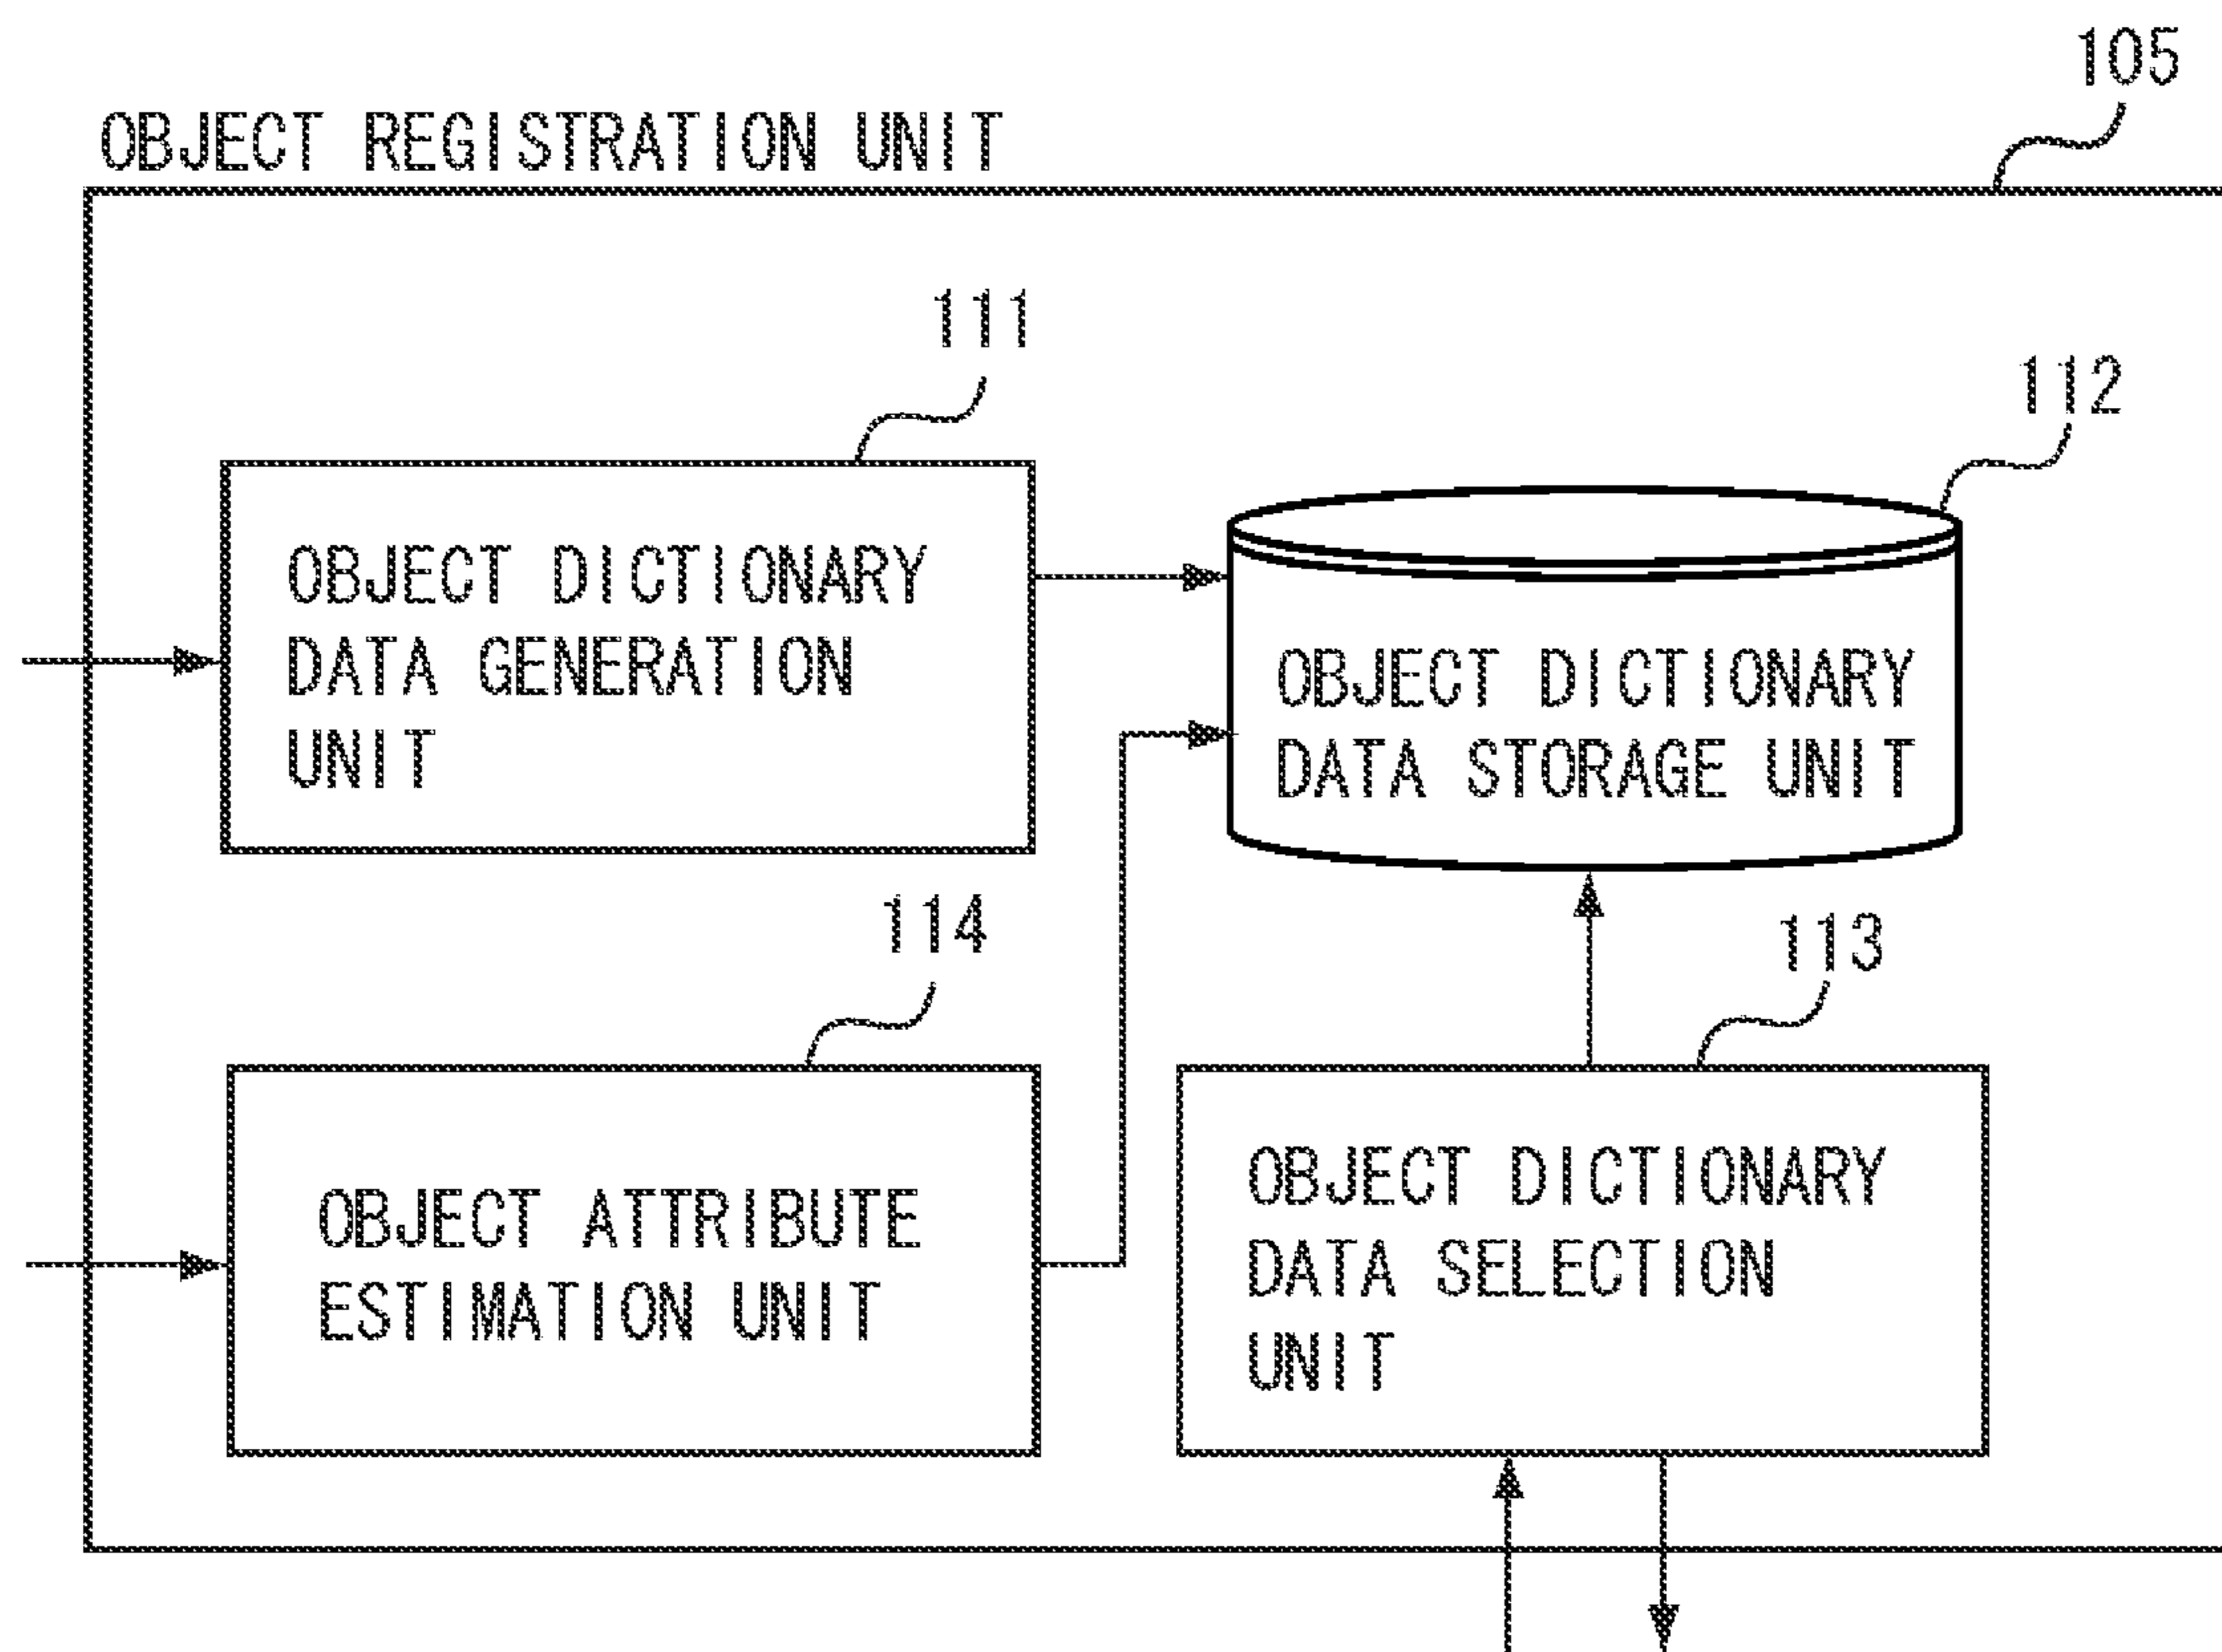 105
OBJECT REGISTRATION UNIT
111
112
OBJECT DICTIONARY
DATA GENERATION
UNIT
OBJECT DICTIONARY
DATA STORAGE UNIT
114
113
OBJECT ATTRIBUTE
ESTIMATION UNIT
OBJECT DICTIONARY
DATA SELECTION
UNIT